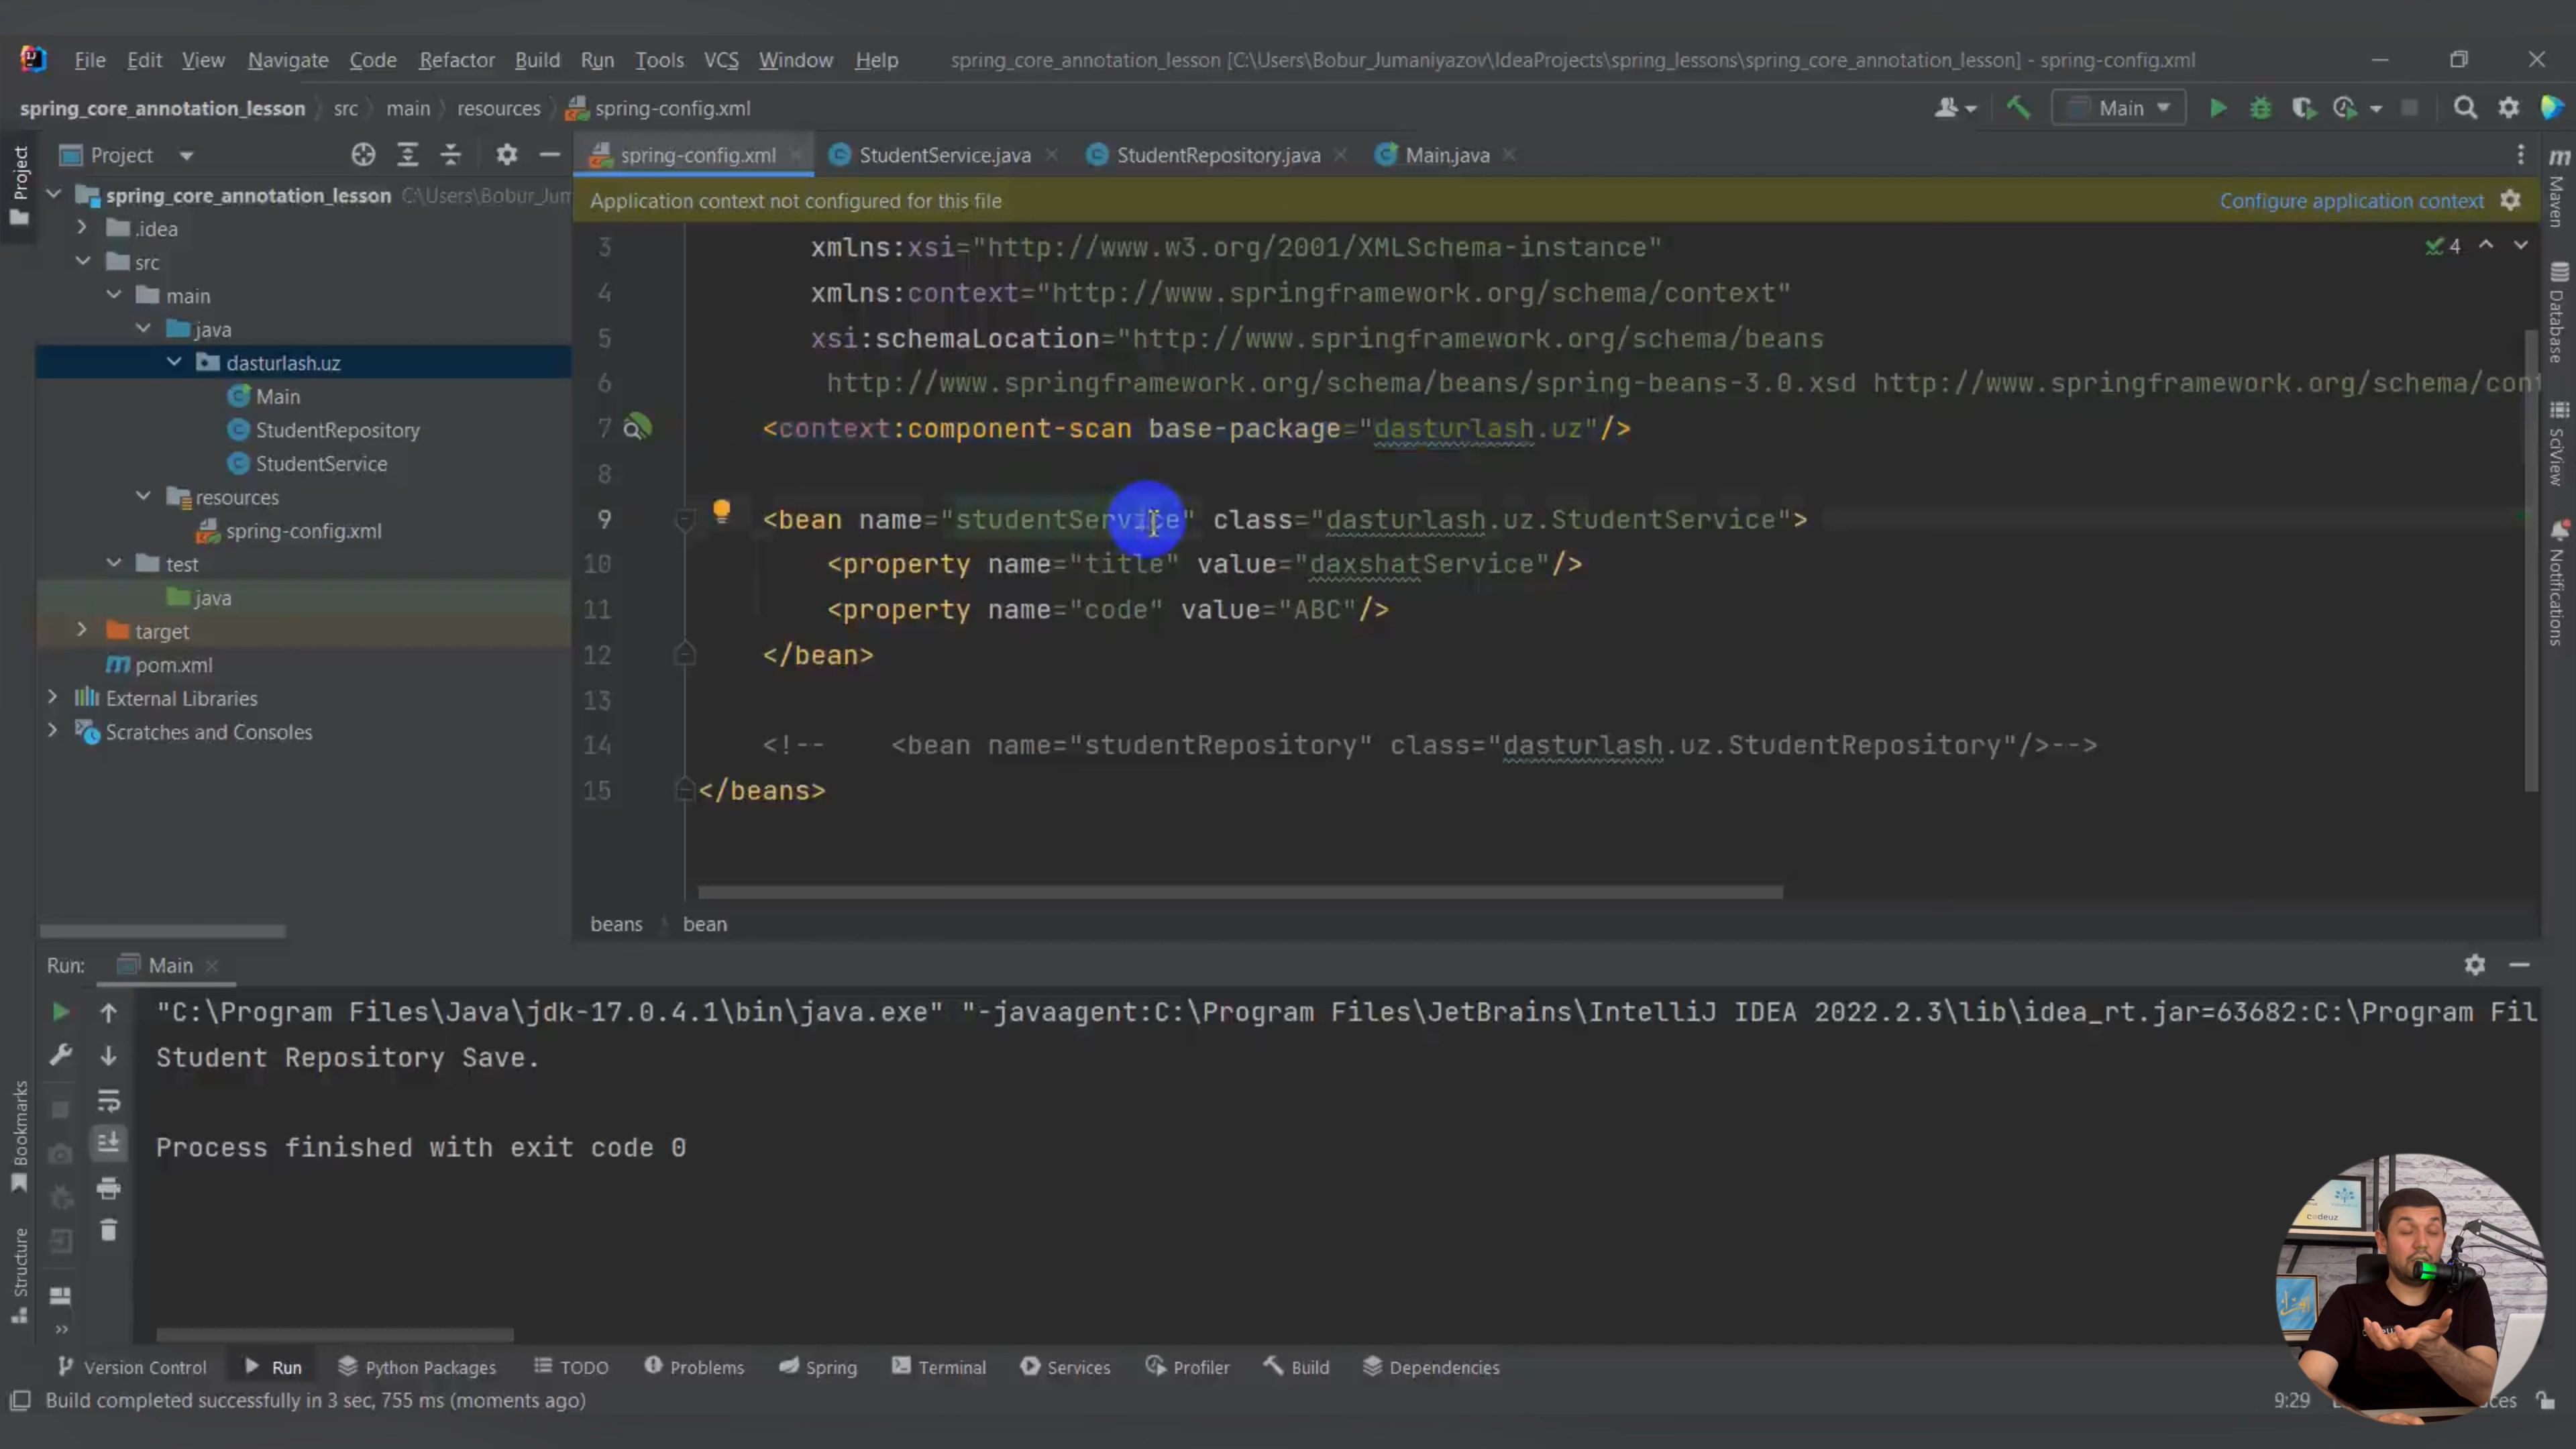 File Edit View Navigate Code Refactor Build Run Tools VCS Window Help spring_core_annotation_lesson [C:\Users\Bobur_Jumaniyazov\IdeaProjects\spring_lessons\spring_core_annotation_lesson] - spring-config.xml
spring_core_annotation_lesson src main resources spring-config.xml Main
Project
Project
spring-config.xml StudentService.java StudentRepository.java Main.java
spring_core_annotation_lesson C:\Users\Bobur_Jum
.idea
src
main
java
dasturlash.uz
Main
StudentRepository
StudentService
resources
spring-config.xml
test
java
target
pom.xml
External Libraries
Scratches and Consoles
Application context not configured for this file Configure application context
4
3 xmlns:xsi="http://www.w3.org/2001/XMLSchema-instance"
4 xmlns:context="http://www.springframework.org/schema/context"
5 xsi:schemaLocation="http://www.springframework.org/schema/beans
6 http://www.springframework.org/schema/beans/spring-beans-3.0.xsd http://www.springframework.org/schema/con
7 <context:component-scan base-package="dasturlash.uz"/>
8
9 <bean name="studentService" class="dasturlash.uz.StudentService">
10 <property name="title" value="daxshatService"/>
11 <property name="code" value="ABC"/>
12 </bean>
13
14 <!-- <bean name="studentRepository" class="dasturlash.uz.StudentRepository"/>-->
15 </beans>
beans bean
Maven
Database
SciView
Notifications
Run: Main
"C:\Program Files\Java\jdk-17.0.4.1\bin\java.exe" "-javaagent:C:\Program Files\JetBrains\IntelliJ IDEA 2022.2.3\lib\idea_rt.jar=63682:C:\Program Fil
Student Repository Save.
Process finished with exit code 0
Bookmarks
Structure
codeuz
Version Control Run Python Packages TODO Problems Spring Terminal Services Profiler Build Dependencies
Build completed successfully in 3 sec, 755 ms (moments ago) 9:29